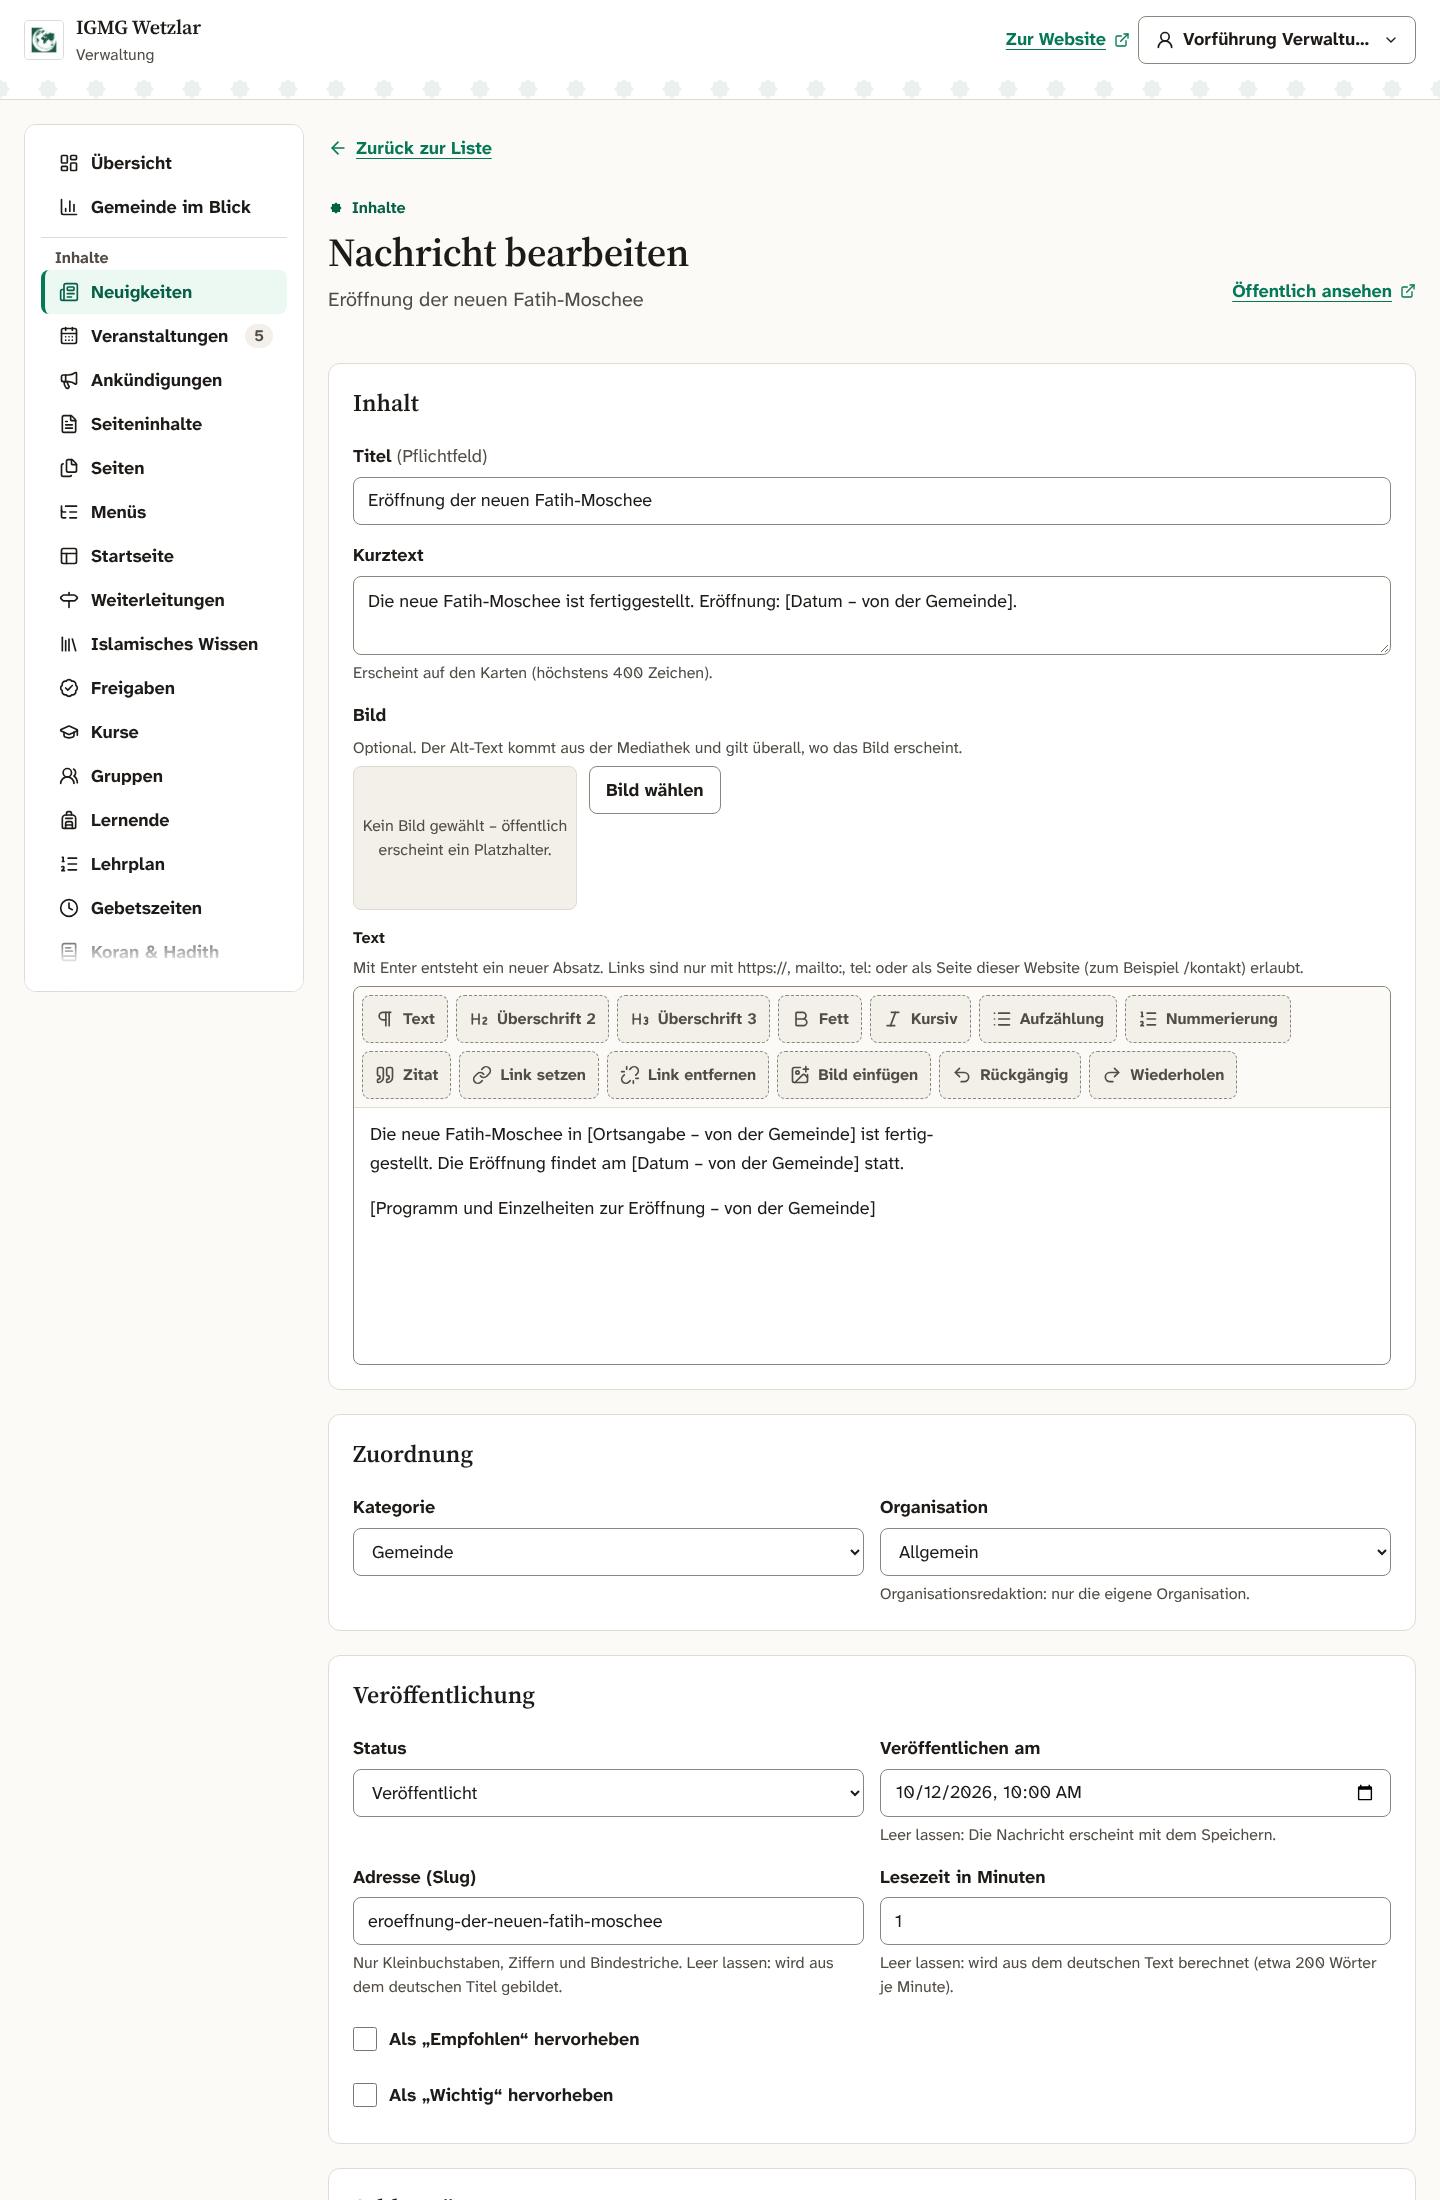 IGMG Wetzlar
Verwaltung
Zur Website
Vorführung Verwaltu...
Übersicht
Gemeinde im Blick
Inhalte
Neuigkeiten
Veranstaltungen 5
Ankündigungen
Seiteninhalte
Seiten
Menüs
Startseite
Weiterleitungen
Islamisches Wissen
Freigaben
Kurse
Gruppen
Lernende
Lehrplan
Gebetszeiten
Koran & Hadith
Zurück zur Liste
Inhalte
Nachricht bearbeiten
Eröffnung der neuen Fatih-Moschee
Öffentlich ansehen
Inhalt
Titel (Pflichtfeld)
Eröffnung der neuen Fatih-Moschee
Kurztext
Die neue Fatih-Moschee ist fertiggestellt. Eröffnung: [Datum – von der Gemeinde].
Erscheint auf den Karten (höchstens 400 Zeichen).
Bild
Optional. Der Alt-Text kommt aus der Mediathek und gilt überall, wo das Bild erscheint.
Kein Bild gewählt – öffentlich
erscheint ein Platzhalter.
Bild wählen
Text
Mit Enter entsteht ein neuer Absatz. Links sind nur mit https://, mailto:, tel: oder als Seite dieser Website (zum Beispiel /kontakt) erlaubt.
Text H2 Überschrift 2 H3 Überschrift 3 B Fett I Kursiv Aufzählung Nummerierung
Zitat Link setzen Link entfernen Bild einfügen Rückgängig Wiederholen
Die neue Fatih-Moschee in [Ortsangabe – von der Gemeinde] ist fertig-
gestellt. Die Eröffnung findet am [Datum – von der Gemeinde] statt.
[Programm und Einzelheiten zur Eröffnung – von der Gemeinde]
Zuordnung
Kategorie
Gemeinde
Organisation
Allgemein
Organisationsredaktion: nur die eigene Organisation.
Veröffentlichung
Status
Veröffentlicht
Veröffentlichen am
10/12/2026, 10:00 AM
Leer lassen: Die Nachricht erscheint mit dem Speichern.
Adresse (Slug)
eroeffnung-der-neuen-fatih-moschee
Nur Kleinbuchstaben, Ziffern und Bindestriche. Leer lassen: wird aus
dem deutschen Titel gebildet.
Lesezeit in Minuten
1
Leer lassen: wird aus dem deutschen Text berechnet (etwa 200 Wörter
je Minute).
Als „Empfohlen“ hervorheben
Als „Wichtig“ hervorheben